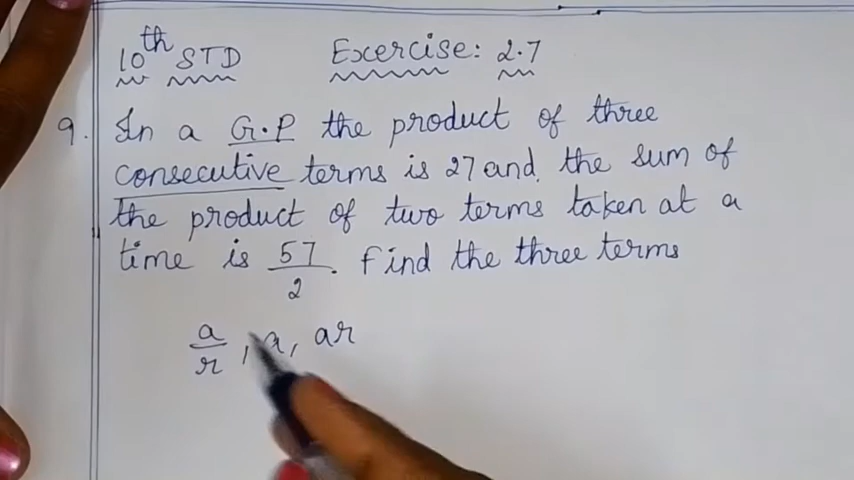 10th STD Exercise: 2.7
9. In a G.P the product of three
consecutive terms is 27 and the sum of
the product of two terms taken at a
time is 57/2. find the three terms
a/r, a, ar